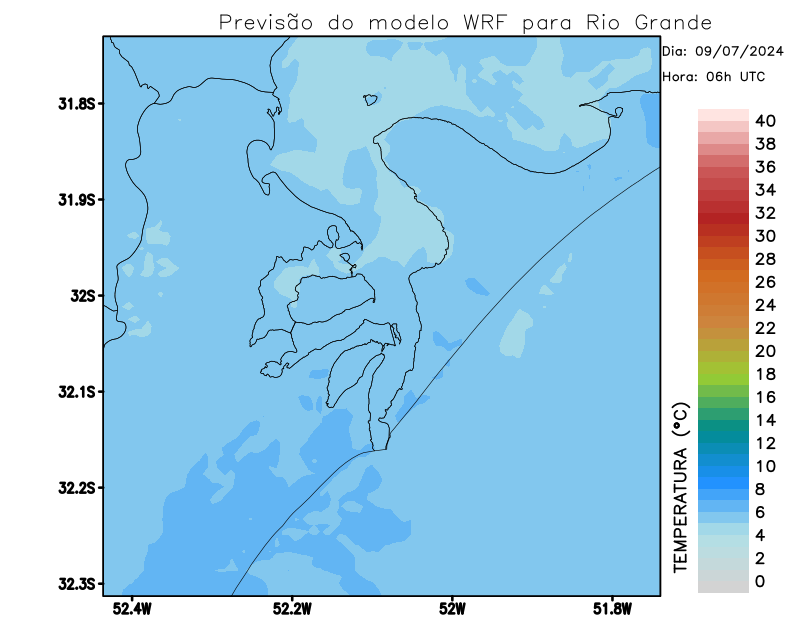 Previsão do modelo WRF para Rio Grande
Dia: 09/07/2024
Hora: 06h UTC
31.8S
31.9S
32S
32.1S
32.2S
32.3S
52.4W
52.2W
52W
51.8W
TEMPERATURA (°C)
40
38
36
34
32
30
28
26
24
22
20
18
16
14
12
10
8
6
4
2
0